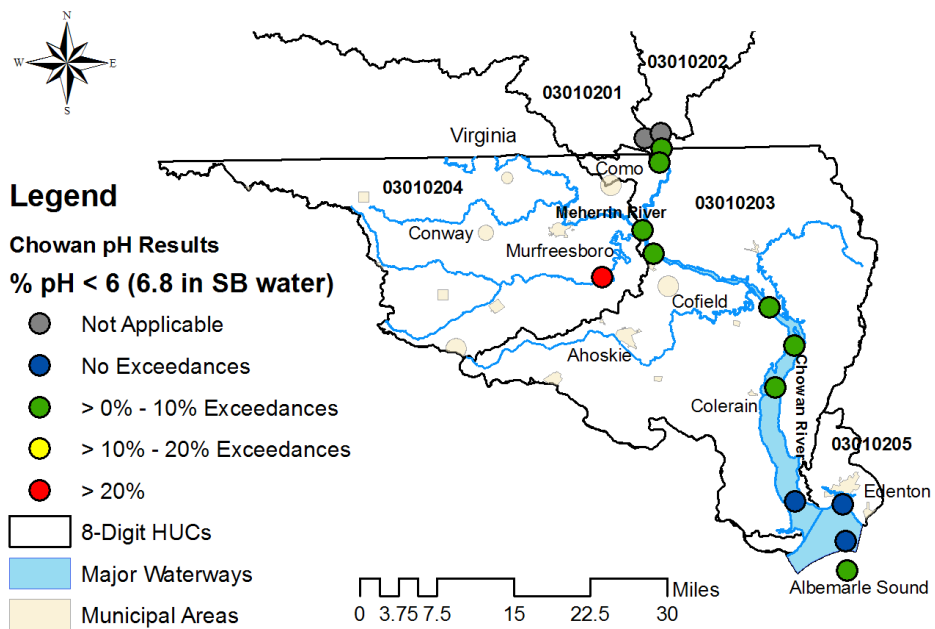 N
W E
S
03010202
03010201
Virginia
Como
03010204
03010203
Legend
Meherrin River
Chowan pH Results
Conway
Murfreesboro
% pH < 6 (6.8 in SB water)
Cofield
Not Applicable
Ahoskie
No Exceedances
Chowan River
> 0% - 10% Exceedances
Colerain
> 10% - 20% Exceedances
03010205
> 20%
Edenton
8-Digit HUCs
Major Waterways
Miles
Albemarle Sound
Municipal Areas
0 3.75 7.5 15 22.5 30